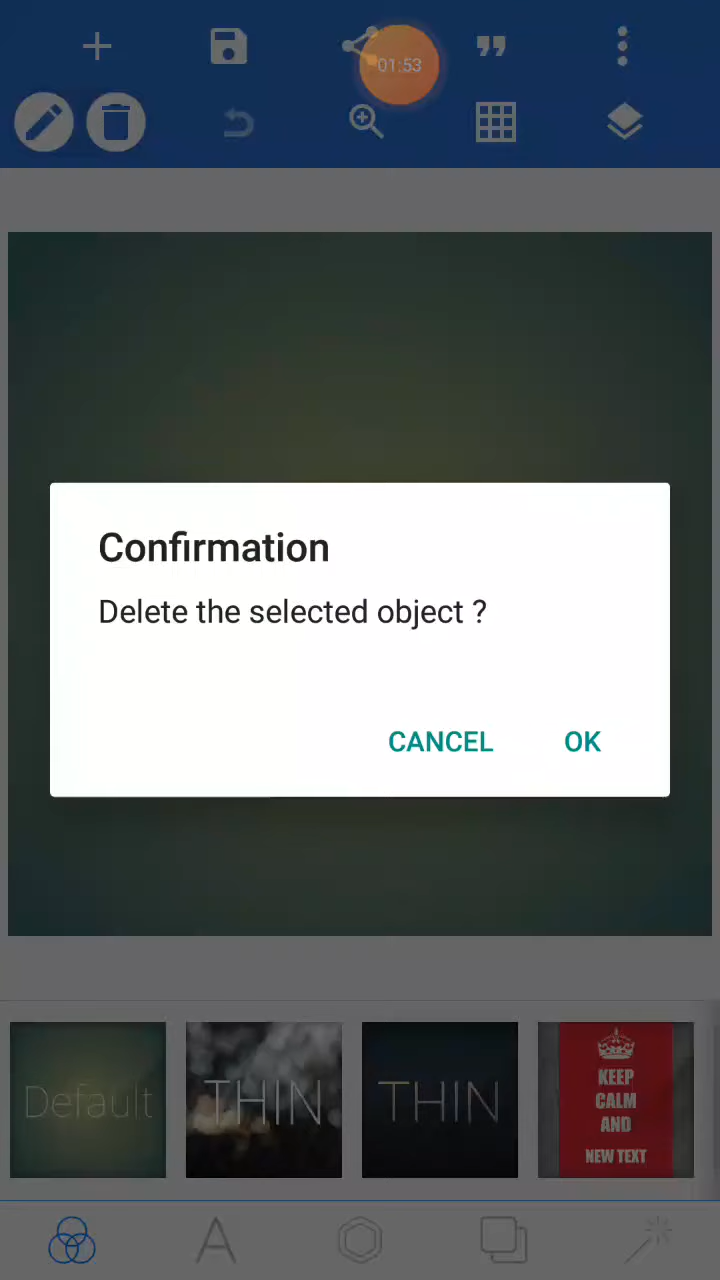 01:53
Confirmation
Delete the selected object ?
CANCEL OK
Default
THIN
THIN
KEEP
CALM
AND
NEW TEXT